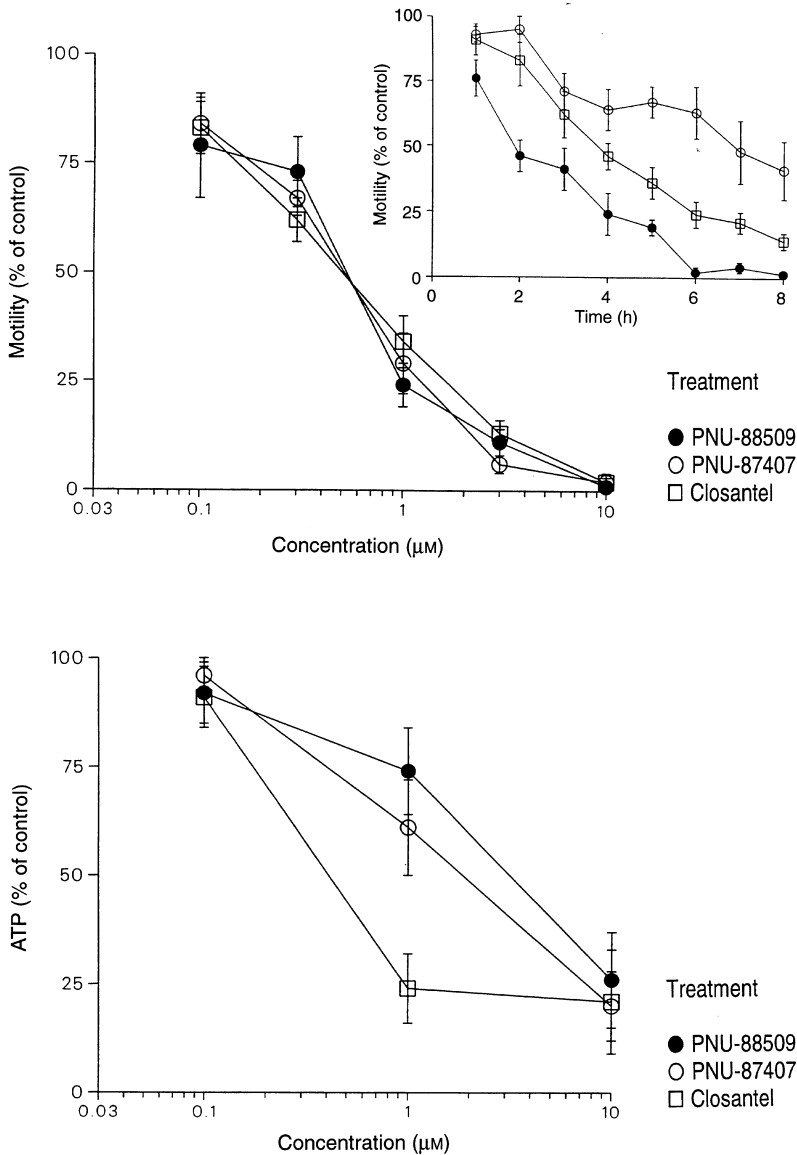 100
75
50
25
0
Motility (% of control)
0.03
0.1
1
10
Concentration (μM)
100
75
50
25
0
Motility (% of control)
0
2
4
6
8
Time (h)
Treatment
PNU-88509
PNU-87407
Closantel
100
75
50
25
0
ATP (% of control)
0.03
0.1
1
10
Concentration (μM)
Treatment
PNU-88509
PNU-87407
Closantel